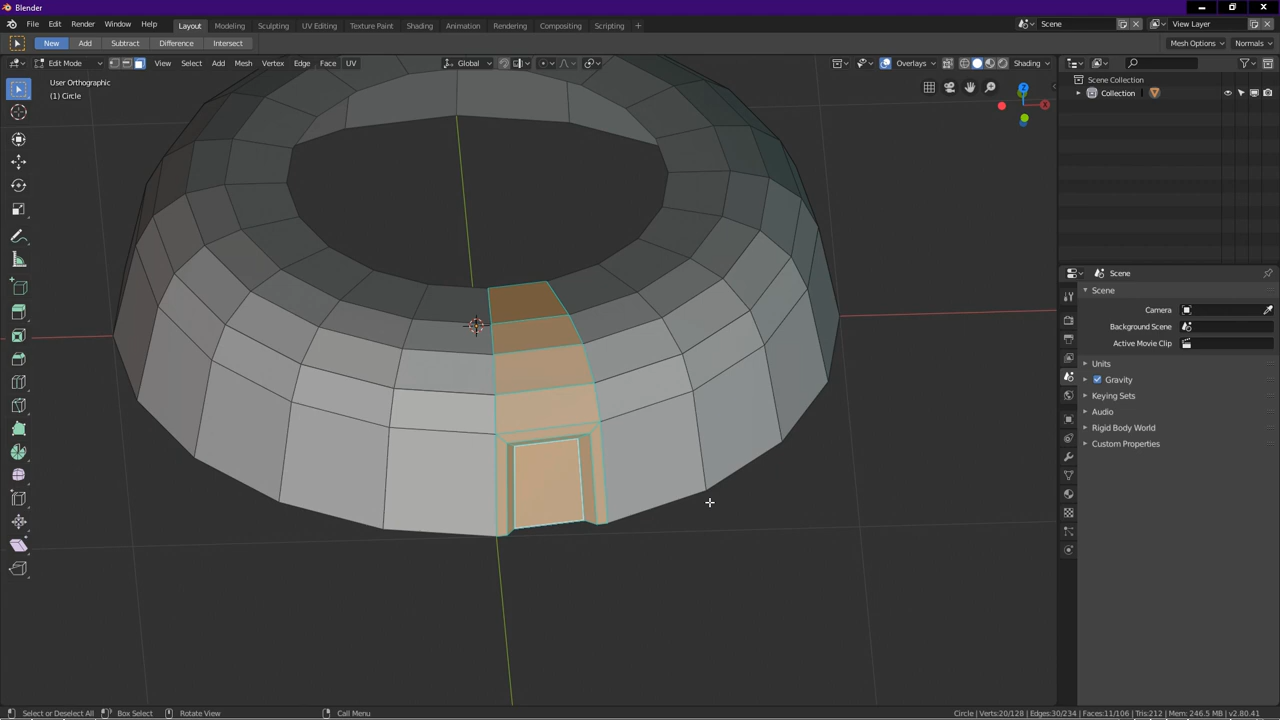 Blender
File Edit Render Window Help Layout Modeling Sculpting UV Editing Texture Paint Shading Animation Rendering Compositing Scripting + Scene View Layer
New Add Subtract Difference Intersect Mesh Options Normals
Edit Mode View Select Add Mesh Vertex Edge Face UV Global Overlays Shading
User Orthographic
(1) Circle
Z
X
Scene Collection
Collection
Scene
Scene
Camera
Background Scene
Active Movie Clip
Units
Gravity
Keying Sets
Audio
Rigid Body World
Custom Properties
Select or Deselect All Box Select Rotate View Call Menu Circle | Verts:20/128 | Edges:30/234 | Faces:11/106 | Tris:212 | Mem: 246.5 MB | v2.80.41